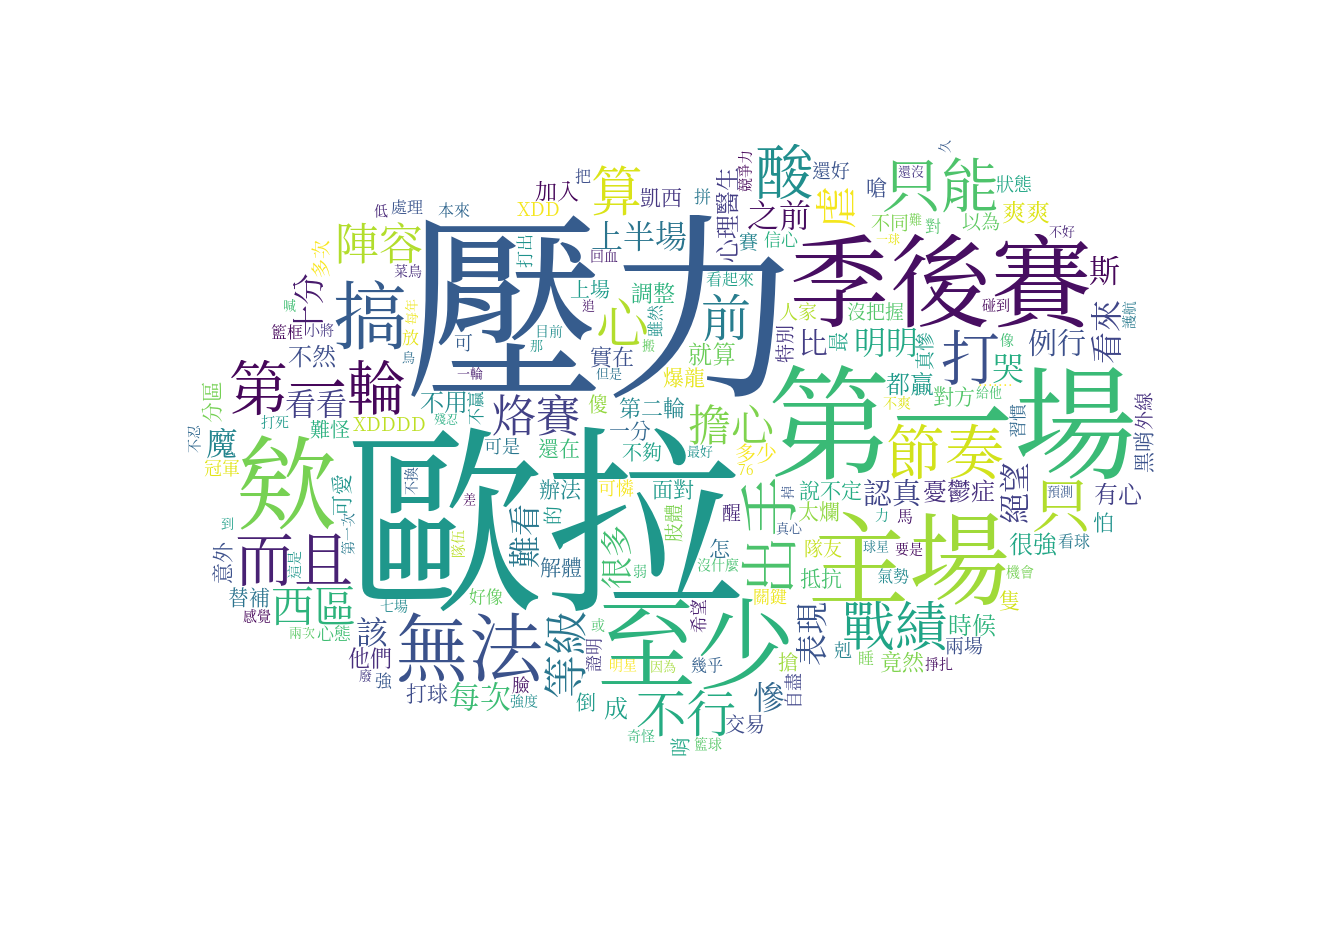 壓力
歐拉
第一場
季後賽
至少
主場
欸
無法
而且
第一輪
只能
酸
算
搞
陣容
上半場
心
前
打
節奏
只
出手
戰績
不行
等級
西區
烙賽
擔心
明明
例行
看來
斯
哭
比
之前
虐
心理醫生
凱西
加入
處理
低
本來
把
XDD
拼
還好
競爭力
嗆
狀態
還沒
久
爽爽
以為
不同
難
對
一球
不好
信心
賽
打出
回血
多次
菜鳥
十分
喊
籃框
小將
每年
放
鳥
不然
看看
上場
追
調整
雖然
看起來
人家
沒把握
碰到
護航
最
真慘
像
特別
可
目前
那
搬
實在
就算
但是
一輪
爆龍
都贏
對方
給他
......
不爽
習慣
黑哨外線
分區
打死
難怪
XDDDD
不用
殘忍
不贏
傻
第二輪
一分
不忍
魔
冠軍
可是
還在
不夠
最好
多少
76
說不定
認真
憂鬱症
絕望
有心
預測
怕
可愛
不換
差
辦法
可憐
面對
掉
太爛
力
馬
到
第一次
隊伍
難看
的
肢體
醒
真心
隊友
球星
要是
很強
看球
意外
這是
解體
很多
怎
沒什麼
弱
抵抗
氣勢
機會
替補
感覺
七場
好像
關鍵
隻
兩次
心態
該
或
希望
表現
剋
時候
兩場
他們
廢
強
證明
明星
因為
幾乎
搶
睡
竟然
掙扎
打球
每次
臉
強度
倒
成
慘
自盡
交易
奇怪
哨
籃球